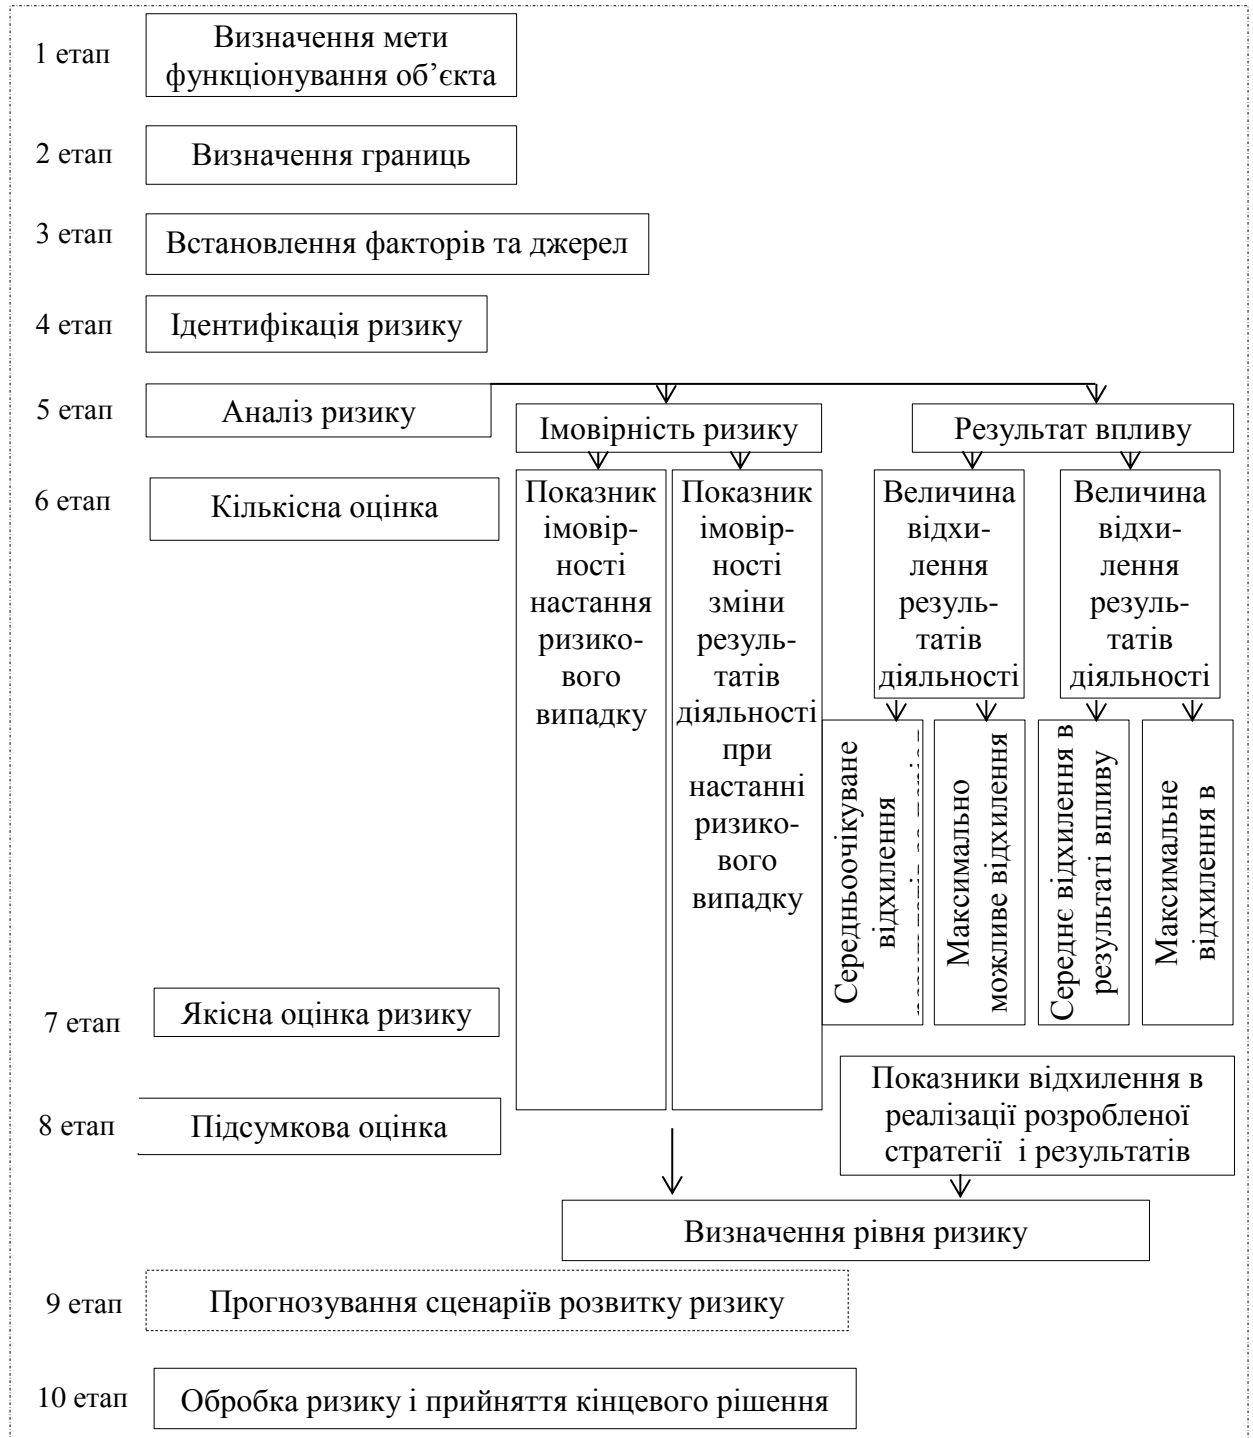 1 етап
Визначення мети
функціонування об’єкта
2 етап
Визначення границь
3 етап
Встановлення факторів та джерел
4 етап
Ідентифікація ризику
5 етап
Аналіз ризику
Імовірність ризику
Результат впливу
6 етап
Кількісна оцінка
Показник
імовір-
ності
настання
ризико-
вого
випадку
Показник
імовір-
ності
зміни
резуль-
татів
діяльності
при
настанні
ризико-
вого
випадку
Величина
відхи-
лення
резуль-
татів
діяльності
Величина
відхи-
лення
резуль-
татів
діяльності
Середньоочікуване
відхилення
Максимально
можливе відхилення
Середнє відхилення в
результаті впливу
Максимальне
відхилення в
7 етап
Якісна оцінка ризику
8 етап
Підсумкова оцінка
Показники відхилення в
реалізації розробленої
стратегії і результатів
Визначення рівня ризику
9 етап
Прогнозування сценаріїв розвитку ризику
10 етап
Обробка ризику і прийняття кінцевого рішення